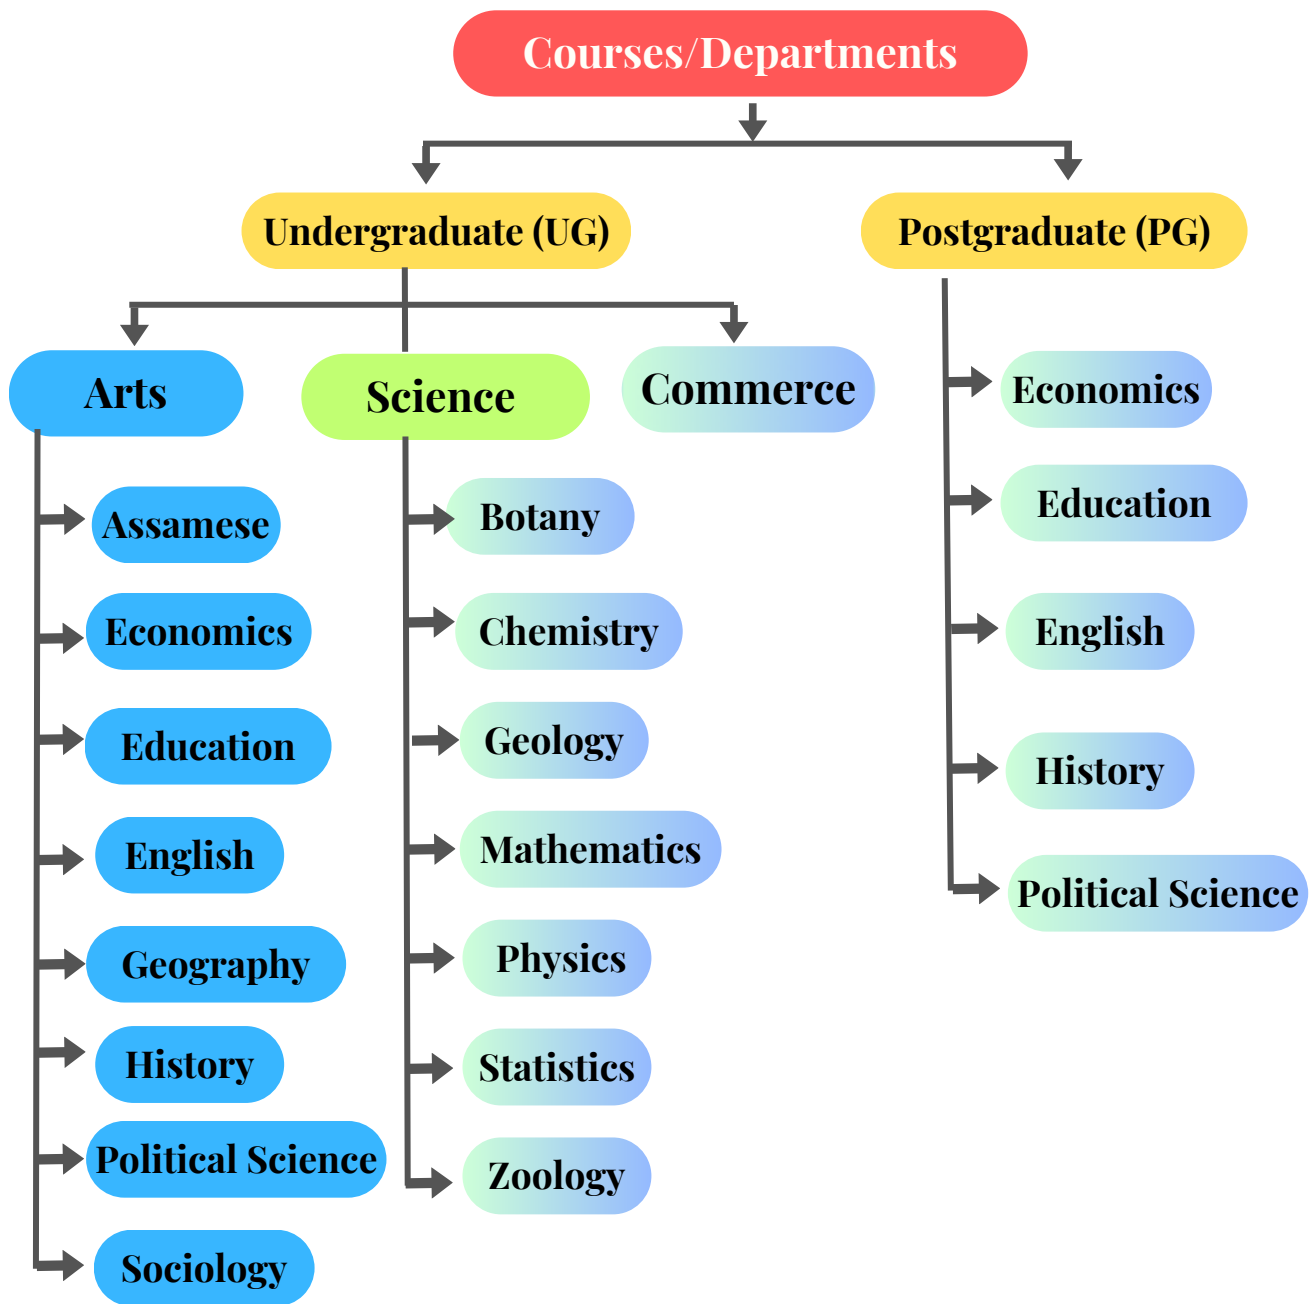 Courses/Departments
Undergraduate (UG)
Postgraduate (PG)
Arts
Science
Commerce
Assamese
Economics
Education
English
Geography
History
Political Science
Sociology
Botany
Chemistry
Geology
Mathematics
Physics
Statistics
Zoology
Economics
Education
English
History
Political Science